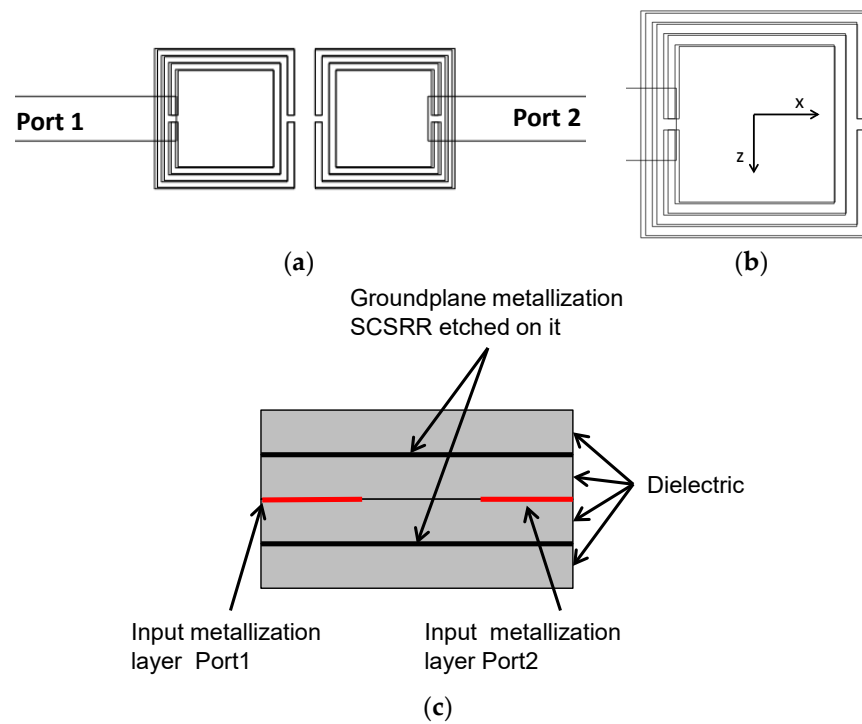 Port 1
Port 2
(a)
x
z
(b)
Groundplane metallization
SCSRR etched on it
Dielectric
Input metallization
layer Port1
Input metallization
layer Port2
(c)